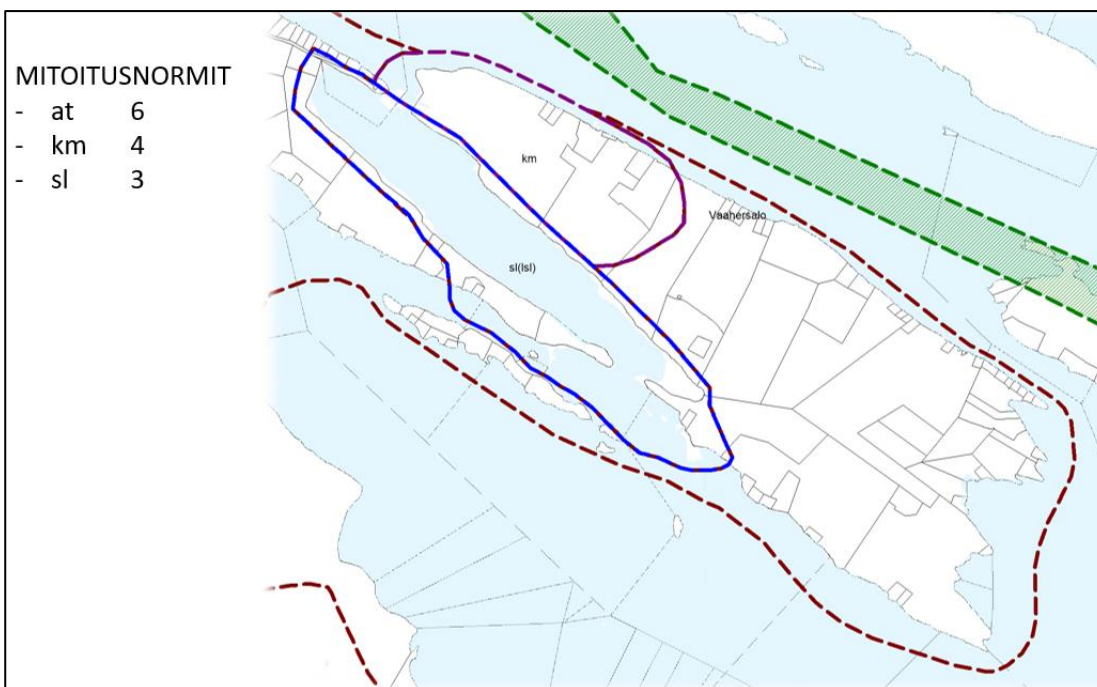 MITOITUSNORMIT
- at 6
- km 4
- sl 3
km
Vaahersalo
sl(lsl)